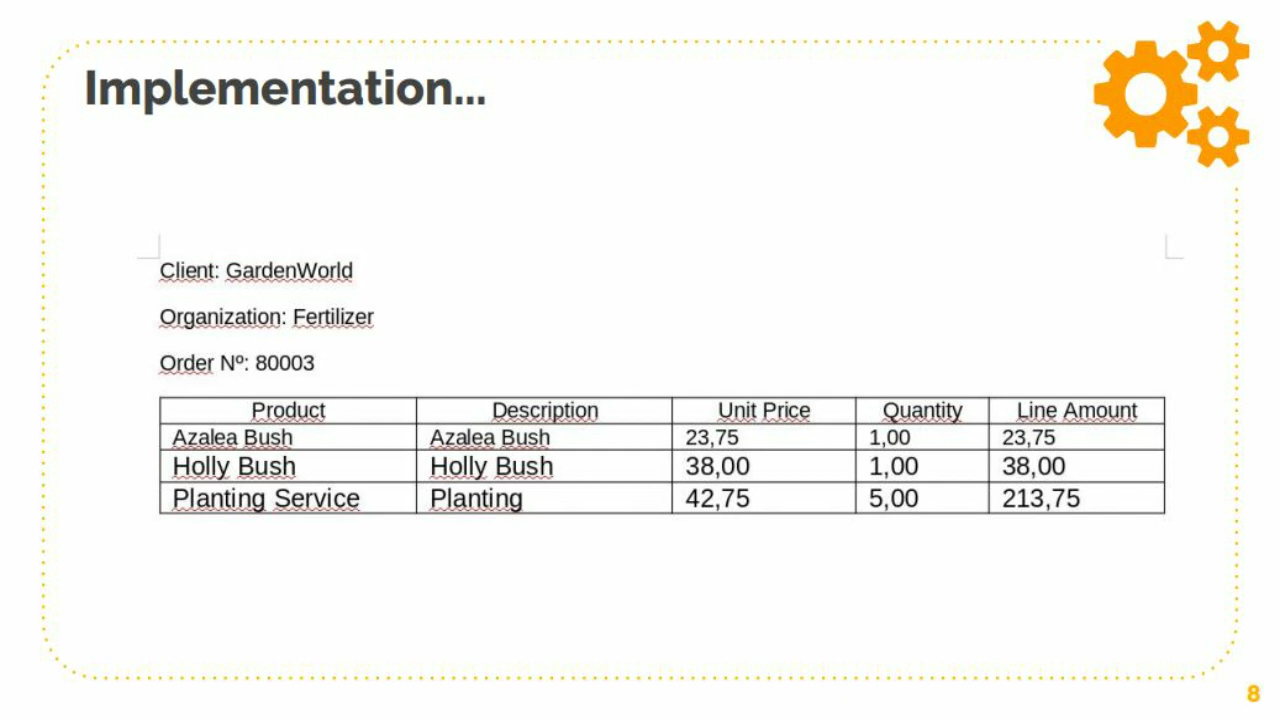 Implementation...
Client: GardenWorld
Organization: Fertilizer
Order Nº: 80003
Product Description Unit Price Quantity Line Amount
Azalea Bush Azalea Bush 23,75 1,00 23,75
Holly Bush Holly Bush 38,00 1,00 38,00
Planting Service Planting 42,75 5,00 213,75
8